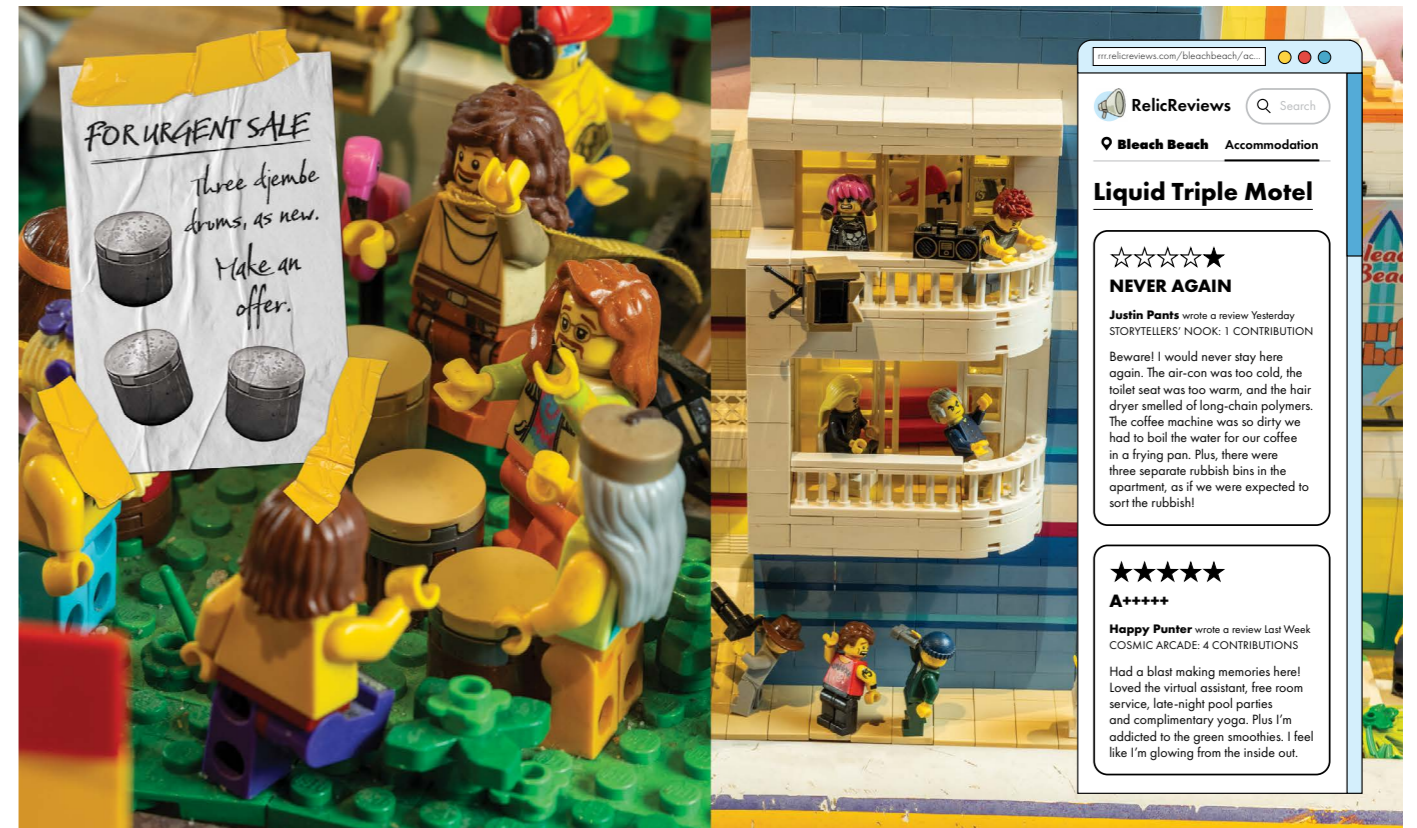 FOR URGENT SALE
Three djembe
drums, as new.
Make an
offer.
rrr.relicreviews.com/bleachbeach/ac...
RelicReviews
Search
Bleach Beach
Accommodation
Liquid Triple Motel
☆☆☆☆★
NEVER AGAIN
Justin Pants wrote a review Yesterday
STORYTELLERS’ NOOK: 1 CONTRIBUTION
Beware! I would never stay here
again. The air-con was too cold, the
toilet seat was too warm, and the hair
dryer smelled of long-chain polymers.
The coffee machine was so dirty we
had to boil the water for our coffee
in a frying pan. Plus, there were
three separate rubbish bins in the
apartment, as if we were expected to
sort the rubbish!
★★★★★
A+++++
Happy Punter wrote a review Last Week
COSMIC ARCADE: 4 CONTRIBUTIONS
Had a blast making memories here!
Loved the virtual assistant, free room
service, late-night pool parties
and complimentary yoga. Plus I’m
addicted to the green smoothies. I feel
like I’m glowing from the inside out.